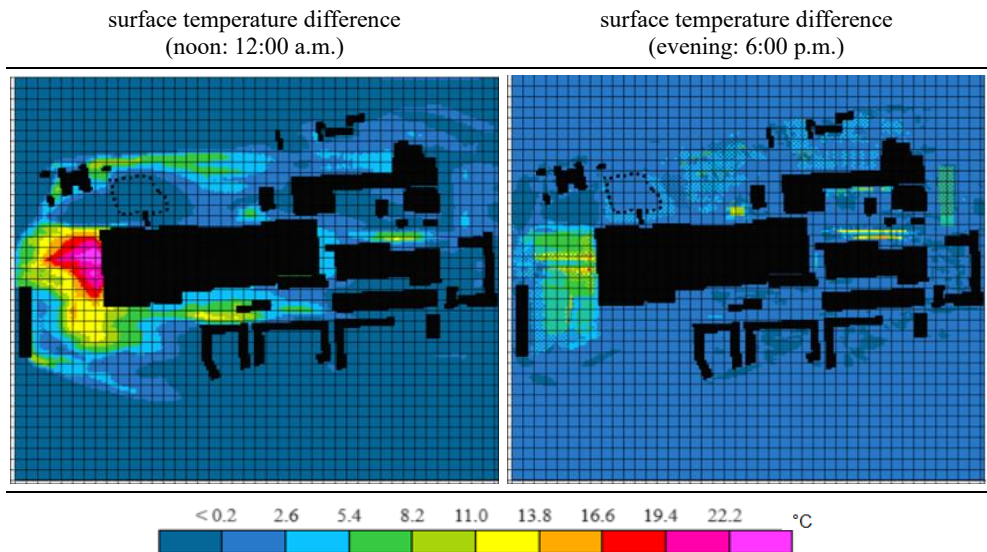 surface temperature difference
(noon: 12:00 a.m.)
surface temperature difference
(evening: 6:00 p.m.)
< 0.2 2.6 5.4 8.2 11.0 13.8 16.6 19.4 22.2 °C